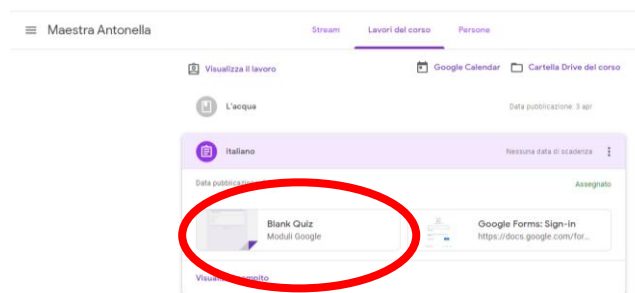 Maestra Antonella
Stream Lavori del corso Persone
Visualizza il lavoro Google Calendar Cartella Drive del corso
L'acqua Data pubblicazione: 3 apr
italiano Nessuna data di scadenza
Data pubblicazione Assegnato
Blank Quiz Google Forms: Sign-in
Moduli Google https://docs.google.com/for...